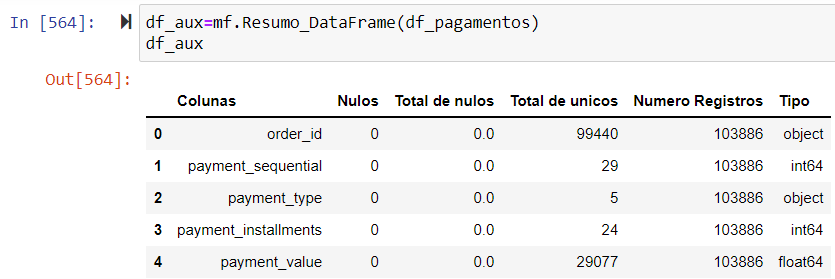 In [564]: df_aux=mf.Resumo_DataFrame(df_pagamentos)
df_aux
Out[564]:
Colunas Nulos Total de nulos Total de unicos Numero Registros Tipo
0 order_id 0 0.0 99440 103886 object
1 payment_sequential 0 0.0 29 103886 int64
2 payment_type 0 0.0 5 103886 object
3 payment_installments 0 0.0 24 103886 int64
4 payment_value 0 0.0 29077 103886 float64